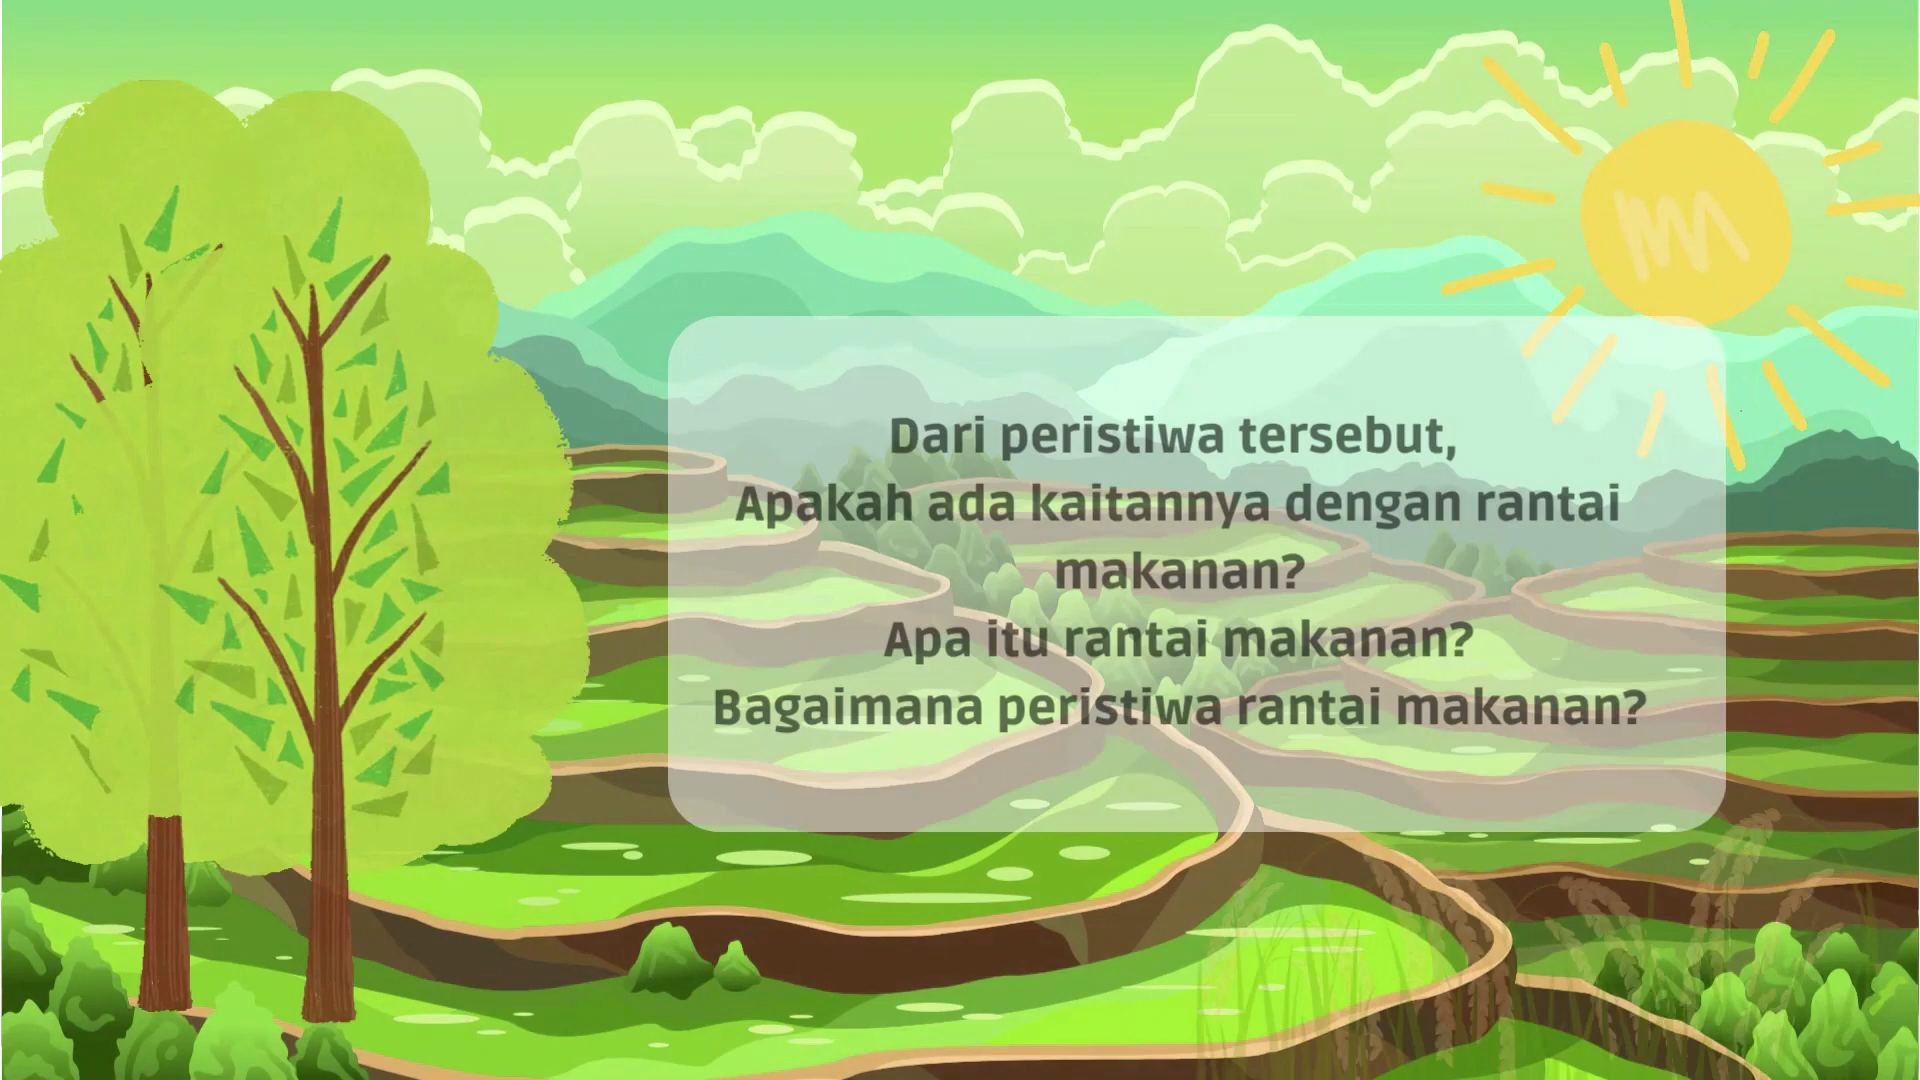 Dari peristiwa tersebut,
Apakah ada kaitannya dengan rantai
makanan?
Apa itu rantai makanan?
Bagaimana peristiwa rantai makanan?